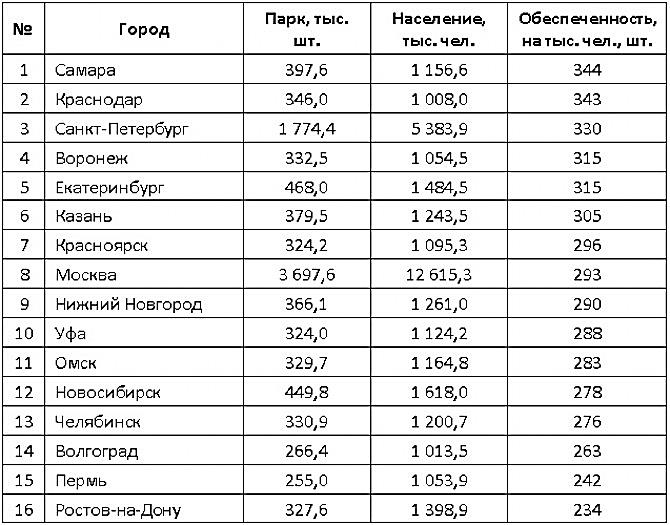 № Город Парк, тыс. шт. Население, тыс. чел. Обеспеченность, на тыс. чел., шт.
1 Самара 397,6 1 156,6 344
2 Краснодар 346,0 1 008,0 343
3 Санкт-Петербург 1 774,4 5 383,9 330
4 Воронеж 332,5 1 054,5 315
5 Екатеринбург 468,0 1 484,5 315
6 Казань 379,5 1 243,5 305
7 Красноярск 324,2 1 095,3 296
8 Москва 3 697,6 12 615,3 293
9 Нижний Новгород 366,1 1 261,0 290
10 Уфа 324,0 1 124,2 288
11 Омск 329,7 1 164,8 283
12 Новосибирск 449,8 1 618,0 278
13 Челябинск 330,9 1 200,7 276
14 Волгоград 266,4 1 013,5 263
15 Пермь 255,0 1 053,9 242
16 Ростов-на-Дону 327,6 1 398,9 234